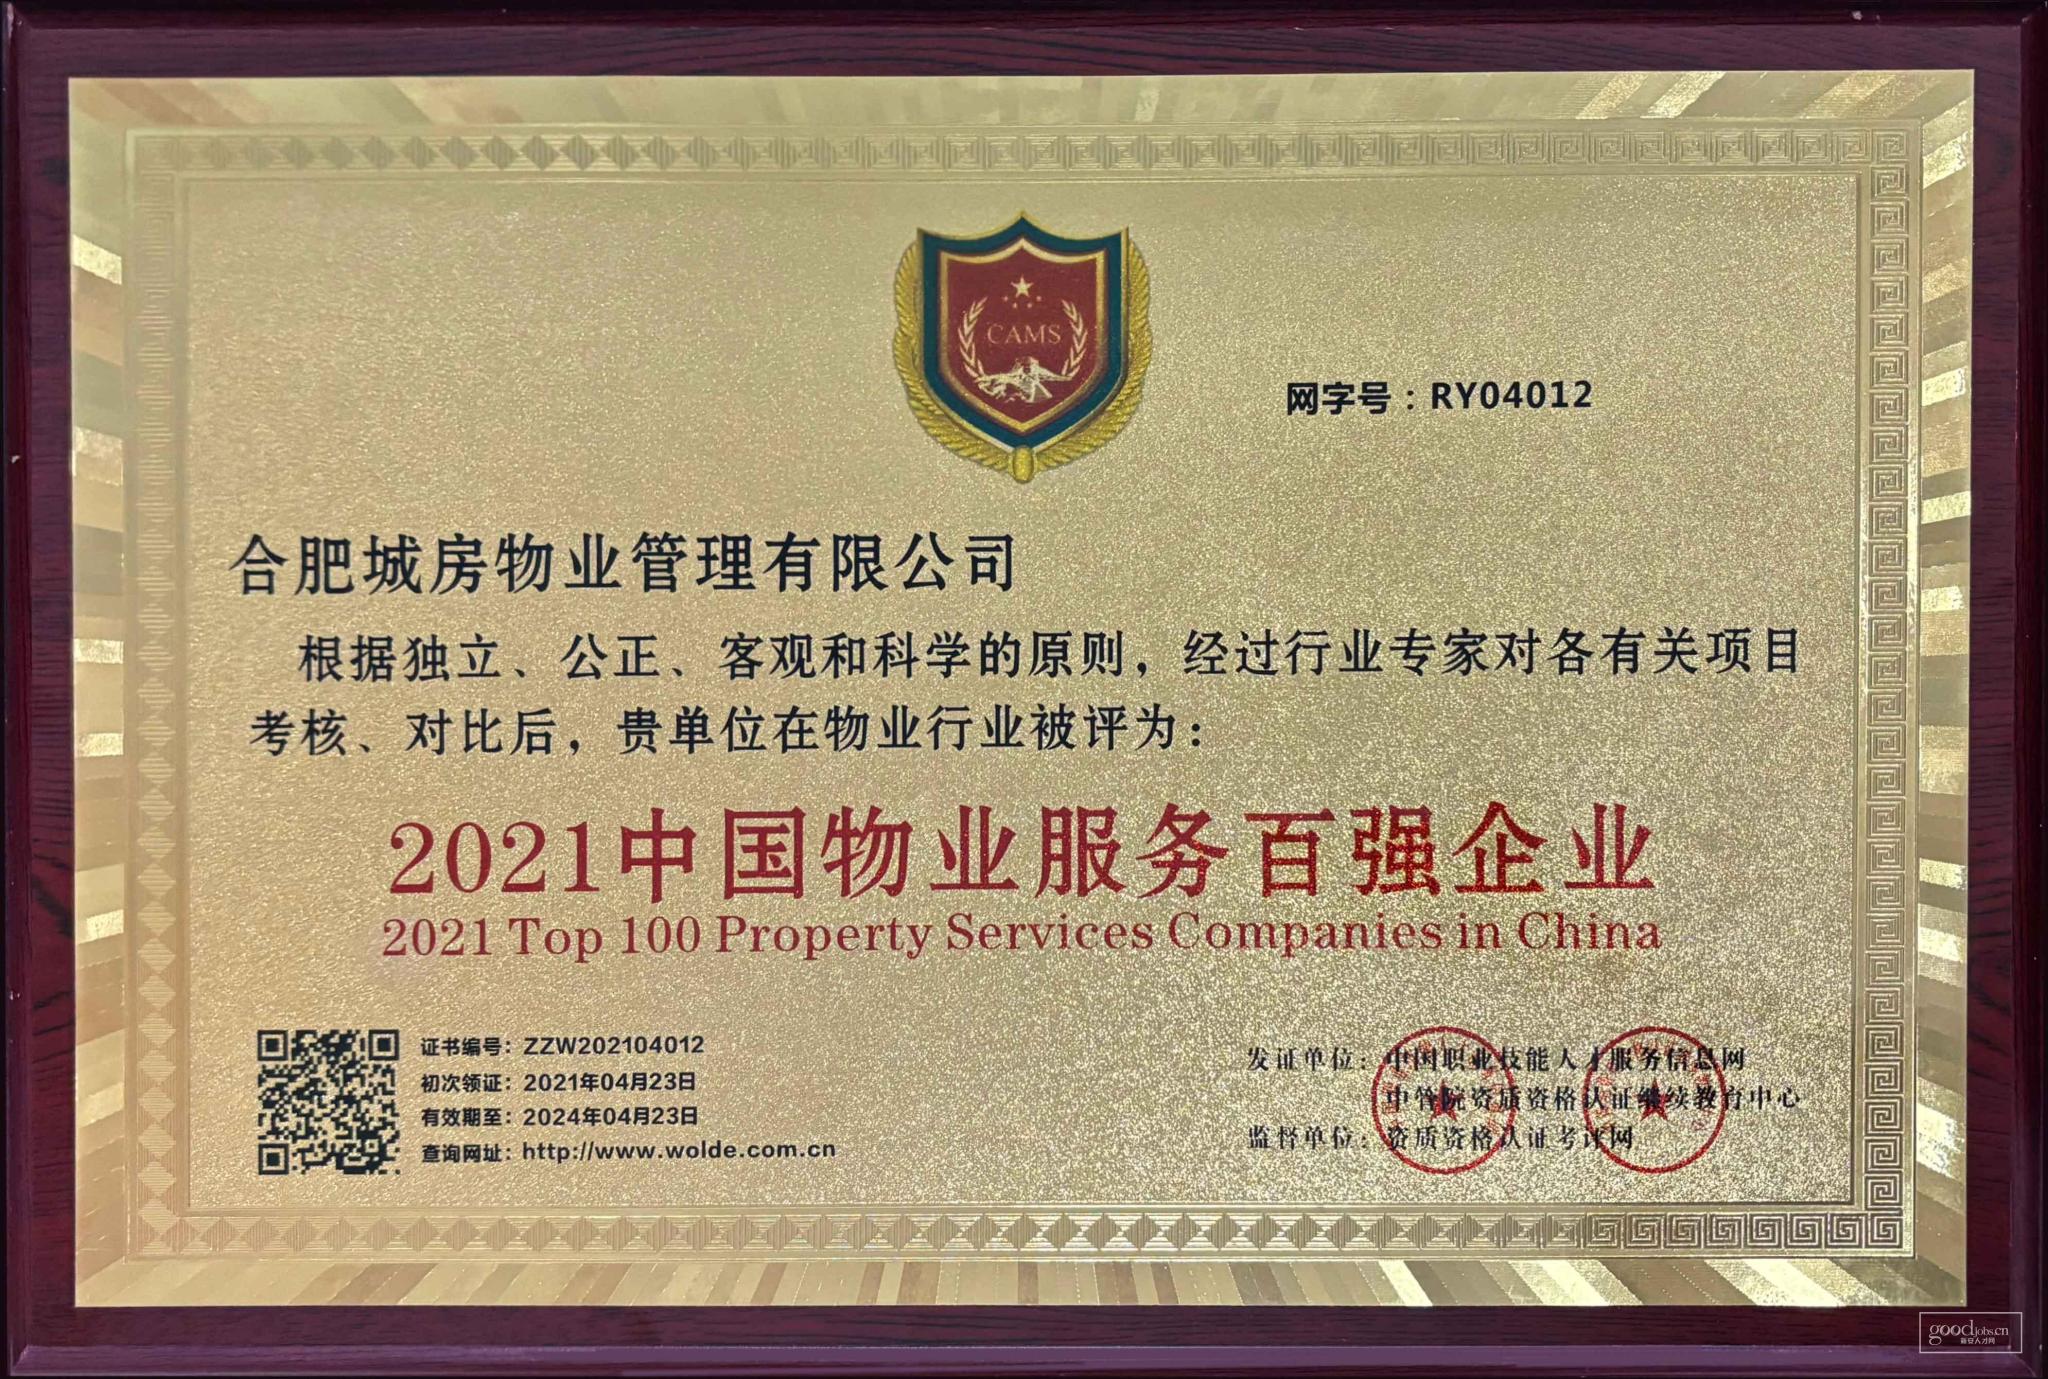 CAMS
网字号：RY04012
合肥城房物业管理有限公司
根据独立、公正、客观和科学的原则，经过行业专家对各有关项目
考核、对比后，贵单位在物业行业被评为：
2021中国物业服务百强企业
2021 Top 100 Property Services Companies in China
证书编号：ZZW202104012
初次领证：2021年04月23日
有效期至：2024年04月23日
查询网址：http://www.wolde.com.cn
发证单位：中国职业技能人才服务信息网
中管院资质资格认证继续教育中心
监督单位：资质资格认证考评网
goodjobs.cn
新安人才网